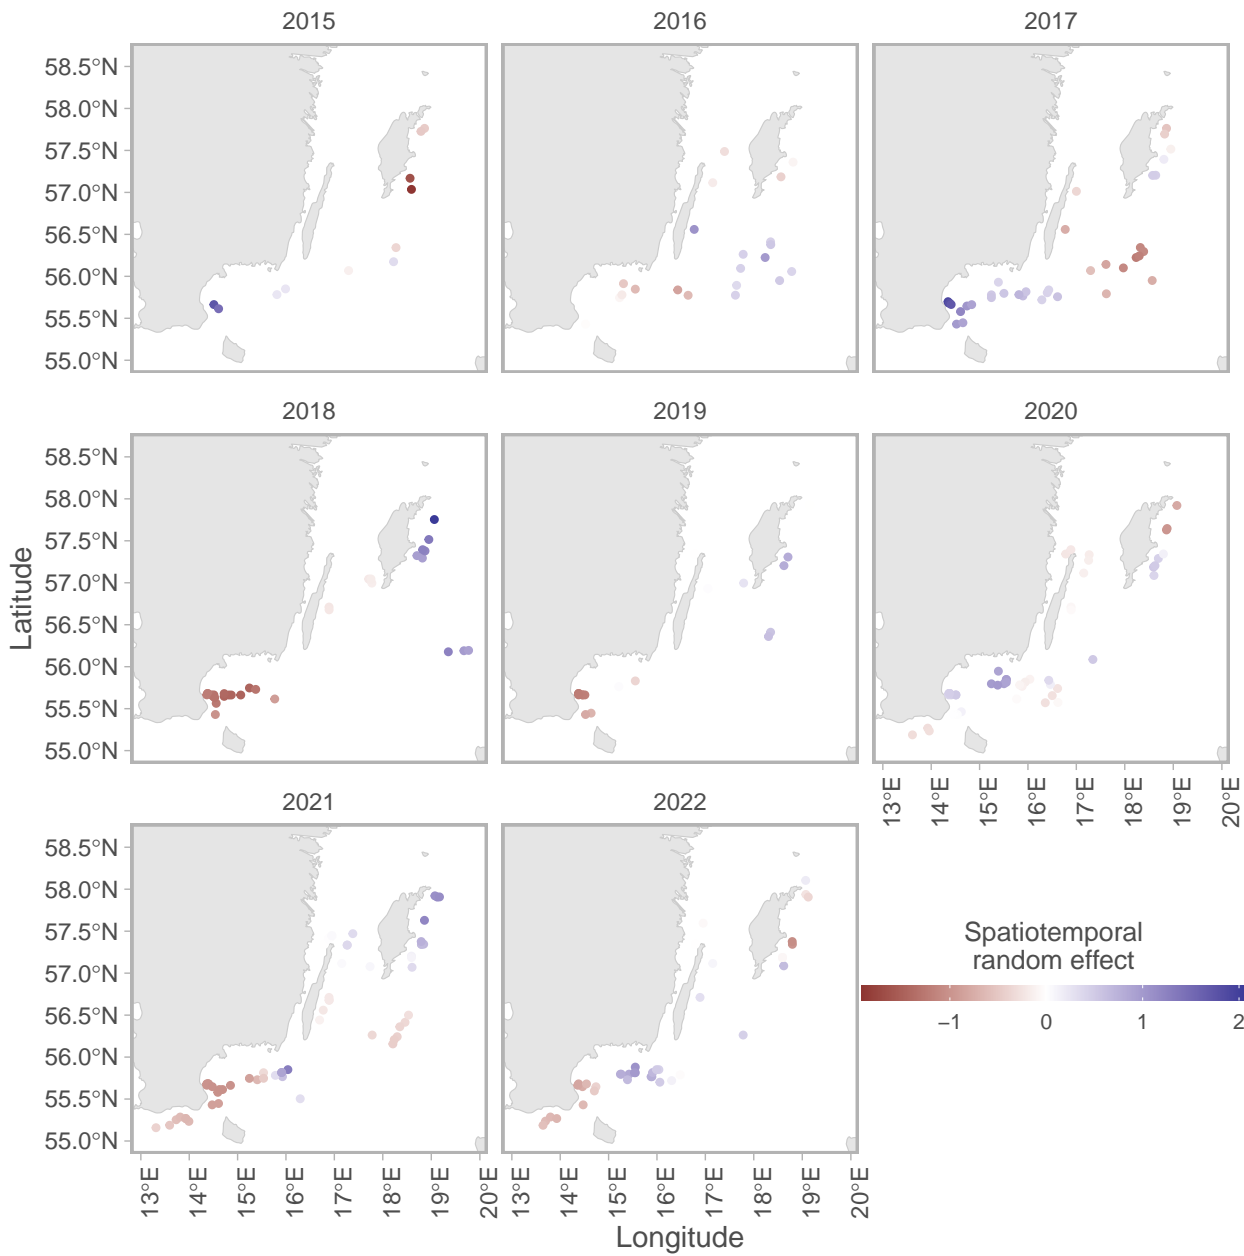 2015
2016
2017
58.5°N
58.0°N
57.5°N
57.0°N
56.5°N
56.0°N
55.5°N
55.0°N
2018
2019
2020
58.5°N
58.0°N
57.5°N
57.0°N
56.5°N
56.0°N
55.5°N
55.0°N
Latitude
13°E
14°E
15°E
16°E
17°E
18°E
19°E
20°E
2021
2022
58.5°N
58.0°N
57.5°N
57.0°N
56.5°N
56.0°N
55.5°N
55.0°N
Spatiotemporal
random effect
−1 0 1 2
13°E
14°E
15°E
16°E
17°E
18°E
19°E
20°E
13°E
14°E
15°E
16°E
17°E
18°E
19°E
20°E
Longitude